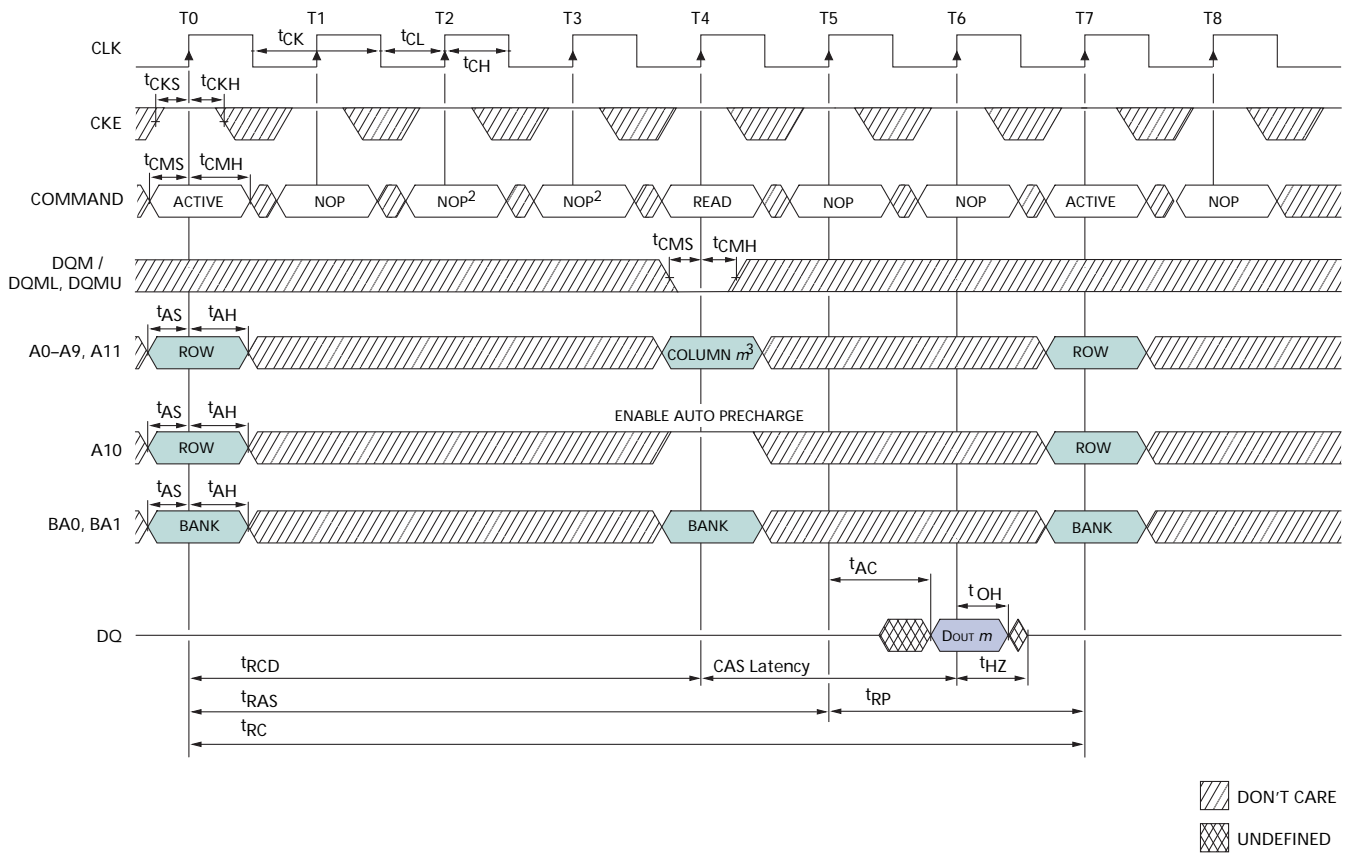 T0 T1 T2 T3 T4 T5 T6 T7 T8
CLK
tCK tCL tCH
tCKS tCKH
CKE
tCMS tCMH
COMMAND ACTIVE NOP NOP2 NOP2 READ NOP NOP ACTIVE NOP
tCMS tCMH
DQM /
DQML, DQMU
tAS tAH
A0–A9, A11 ROW COLUMN m3 ROW
ENABLE AUTO PRECHARGE
tAS tAH
A10 ROW ROW
tAS tAH
BA0, BA1 BANK BANK BANK
tAC tOH
DQ DOUT m
tRCD CAS Latency tHZ
tRAS tRP
tRC
DON'T CARE
UNDEFINED